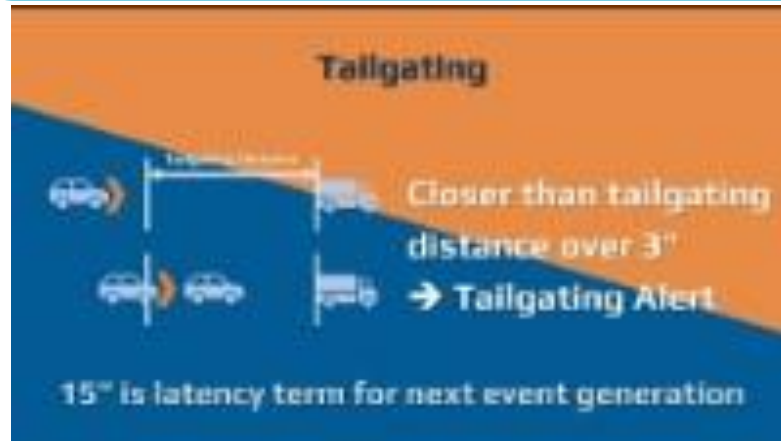 Tailgating
Closer than tailgating
distance over 3"
→ Tailgating Alert
15" is latency term for next event generation